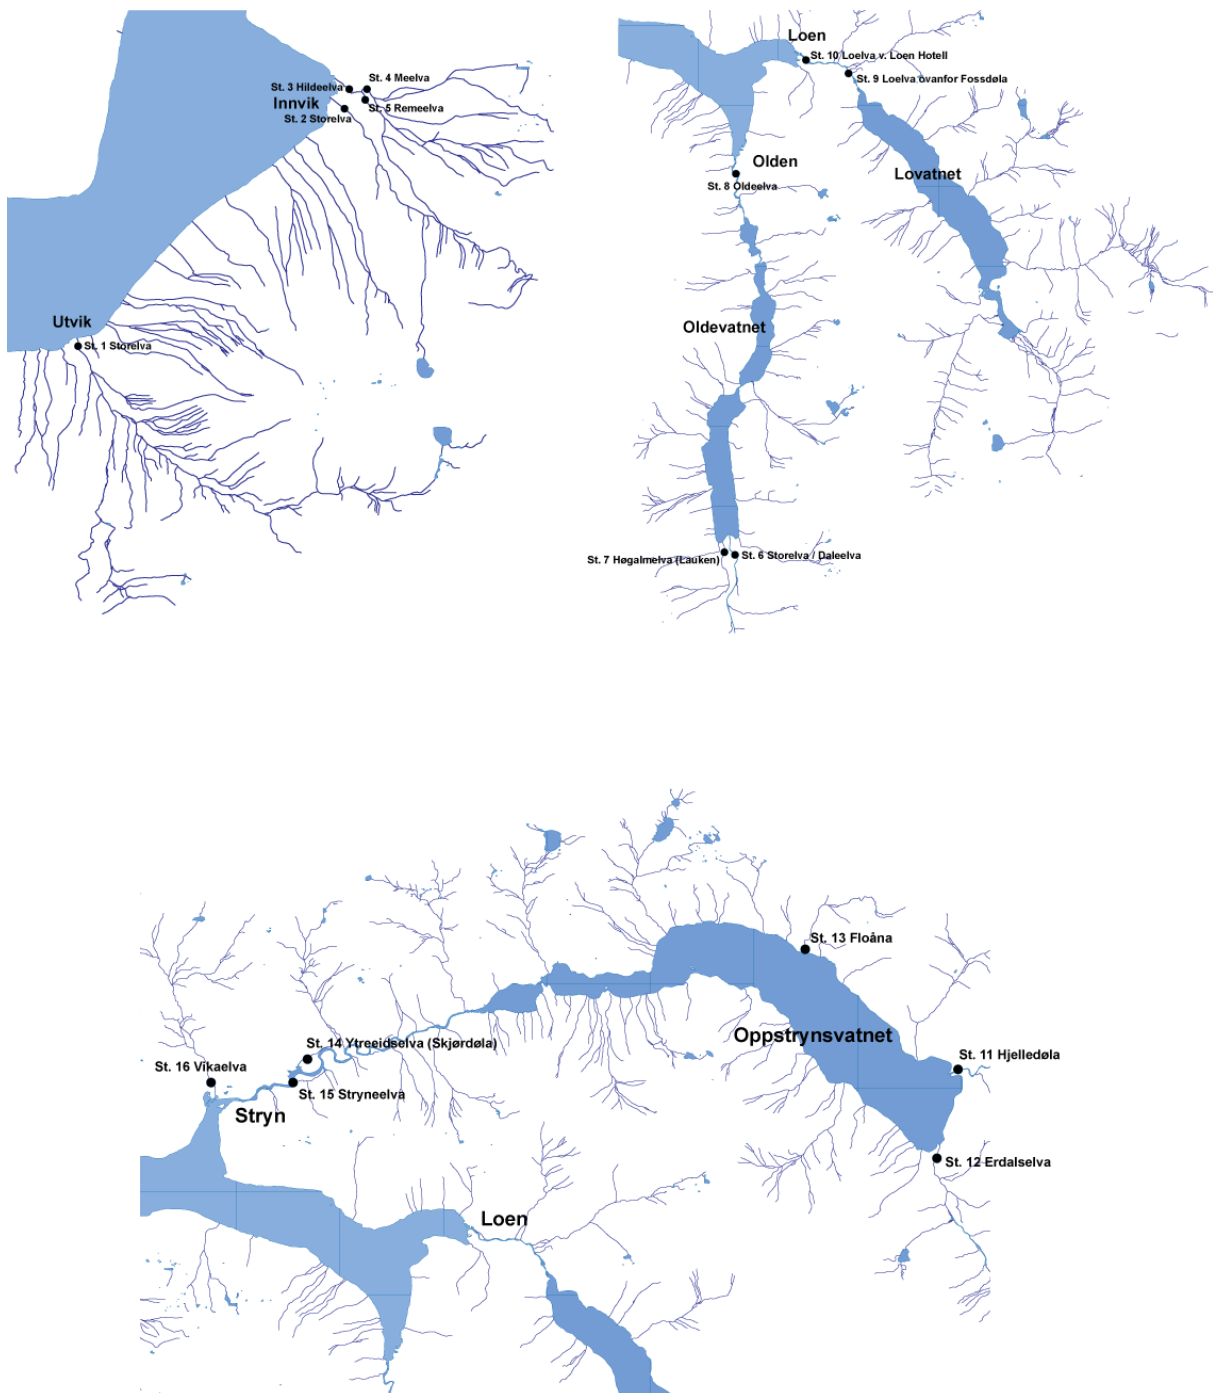 St. 4 Meelva
St. 3 Hildeelva
Innvik
St. 5 Remeelva
St. 2 Storelva
Utvik
St. 1 Storelva
Loen
St. 10 Loelva v. Loen Hotell
St. 9 Loelva ovanfor Fossdøla
Olden
Lovatnet
St. 8 Oldeelva
Oldevatnet
St. 7 Høgalmelva (Lauken)
St. 6 Storelva / Daleelva
St. 13 Floåna
Oppstrynsvatnet
St. 14 Ytreeidselva (Skjørdøla)
St. 11 Hjelledøla
St. 16 Vikaelva
St. 15 Stryneelva
Stryn
St. 12 Erdalselva
Loen